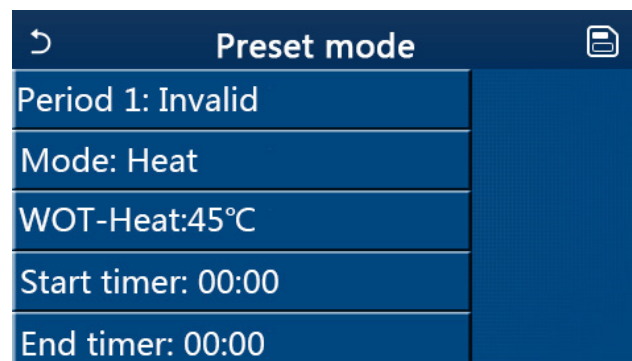 Preset mode
Period 1: Invalid
Mode: Heat
WOT-Heat:45℃
Start timer: 00:00
End timer: 00:00